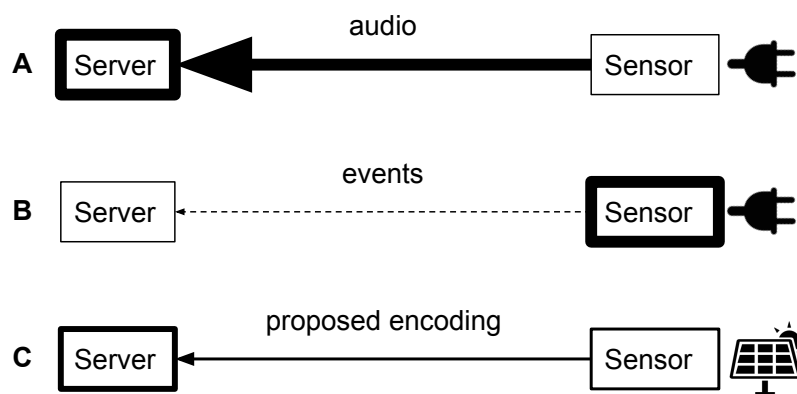 audio
A Server Sensor
events
B Server Sensor
proposed encoding
C Server Sensor